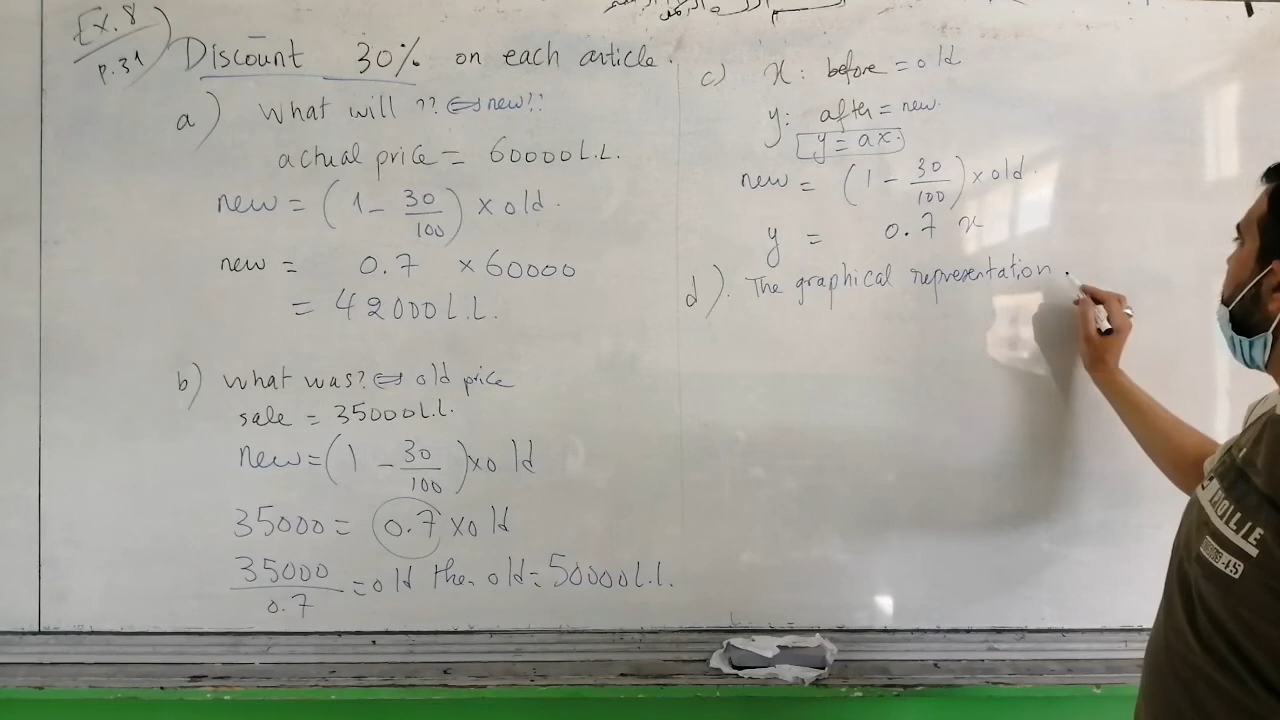 Ex. 8
p. 31
Discount 30% on each article.
a) What will ?? ⇔ new??
actual price = 60000 L.L.
new = (1 - 30/100) × old.
new = 0.7 × 60000
= 42000 L.L.
b) what was? ⇔ old price
sale = 35000 L.L.
new = (1 - 30/100) × old
35000 = 0.7 × old
35000/0.7 = old then old = 50000 L.L.
c) x: before = old
y: after = new.
y = ax.
new = (1 - 30/100) × old.
y = 0.7 x
d). The graphical representation.